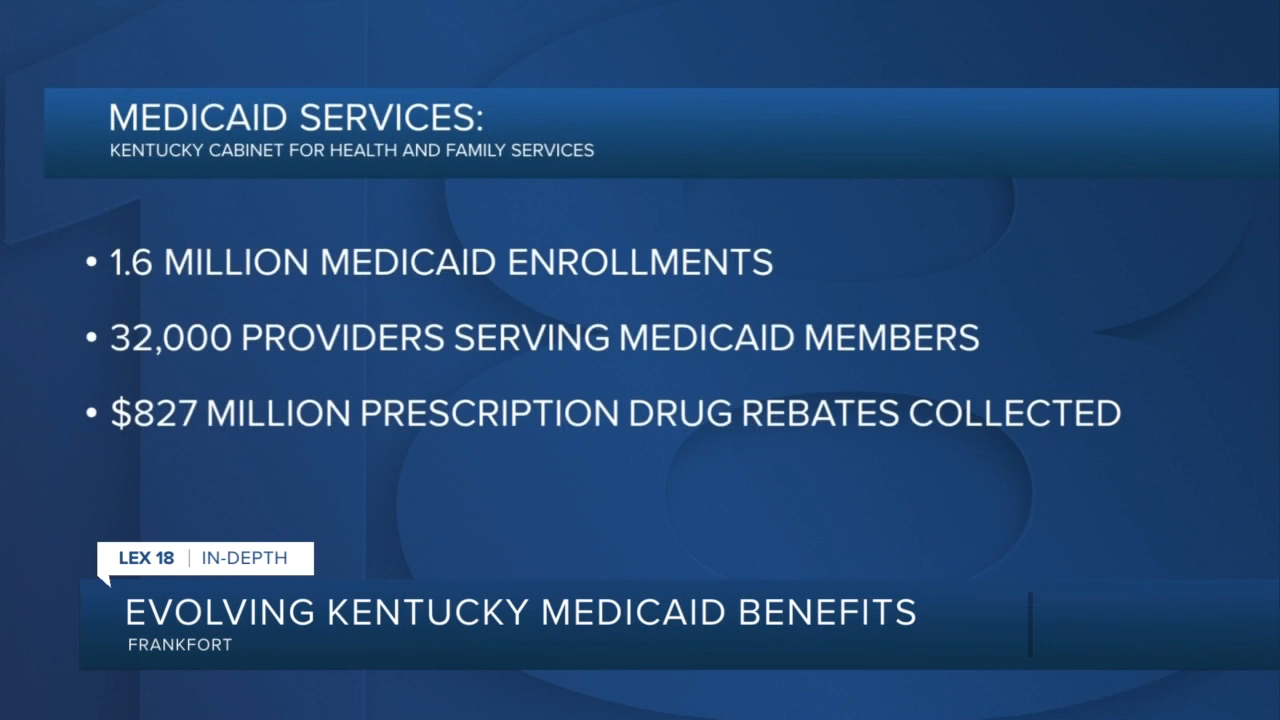 MEDICAID SERVICES:
KENTUCKY CABINET FOR HEALTH AND FAMILY SERVICES
• 1.6 MILLION MEDICAID ENROLLMENTS
• 32,000 PROVIDERS SERVING MEDICAID MEMBERS
• $827 MILLION PRESCRIPTION DRUG REBATES COLLECTED
LEX 18 | IN-DEPTH
EVOLVING KENTUCKY MEDICAID BENEFITS
FRANKFORT